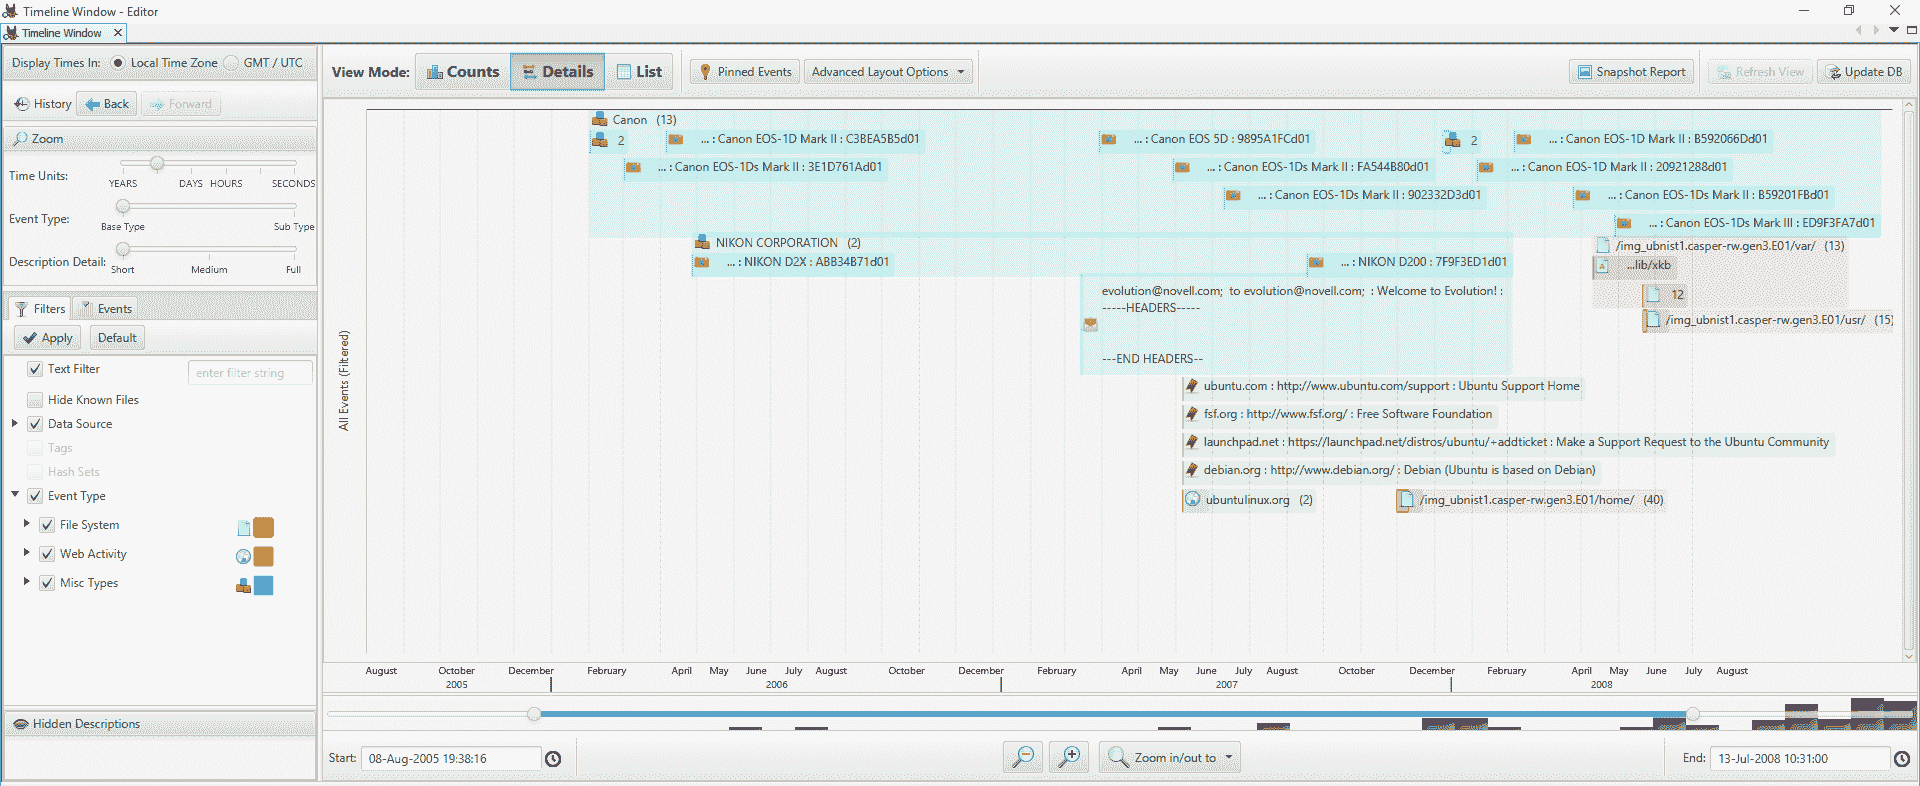 Timeline Window - Editor
Timeline Window
Display Times In: Local Time Zone GMT / UTC
History Back Forward
Zoom
Time Units:
YEARS DAYS HOURS SECONDS
Event Type:
Base Type Sub Type
Description Detail:
Short Medium Full
Filters Events
Apply Default
Text Filter enter filter string
Hide Known Files
Data Source
Tags
Hash Sets
Event Type
File System
Web Activity
Misc Types
Hidden Descriptions
View Mode: Counts Details List Pinned Events Advanced Layout Options Snapshot Report Refresh View Update DB
All Events (Filtered)
Canon (13)
2 ... : Canon EOS-1D Mark II : C3BEA5B5d01 ... : Canon EOS 5D : 9895A1FCd01 2 ... : Canon EOS-1D Mark II : B592066Dd01
... : Canon EOS-1Ds Mark II : 3E1D761Ad01 ... : Canon EOS-1Ds Mark II : FA544B80d01 ... : Canon EOS-1D Mark II : 20921288d01
... : Canon EOS-1Ds Mark II : 902332D3d01 ... : Canon EOS-1Ds Mark II : B59201FBd01
... : Canon EOS-1Ds Mark III : ED9F3FA7d01
NIKON CORPORATION (2) /img_ubnist1.casper-rw.gen3.E01/var/ (13)
... : NIKON D2X : ABB34B71d01 ... : NIKON D200 : 7F9F3ED1d01 ...lib/xkb
evolution@novell.com; to evolution@novell.com; : Welcome to Evolution! : 12
-----HEADERS-----
/img_ubnist1.casper-rw.gen3.E01/usr/ (15)
---END HEADERS--
ubuntu.com : http://www.ubuntu.com/support : Ubuntu Support Home
fsf.org : http://www.fsf.org/ : Free Software Foundation
launchpad.net : https://launchpad.net/distros/ubuntu/+addticket : Make a Support Request to the Ubuntu Community
debian.org : http://www.debian.org/ : Debian (Ubuntu is based on Debian)
ubuntulinux.org (2) /img_ubnist1.casper-rw.gen3.E01/home/ (40)
August October December February April May June July August October December February April May June July August October December February April May June July August
2005 2006 2007 2008
Start: 08-Aug-2005 19:38:16 Zoom in/out to End: 13-Jul-2008 10:31:00